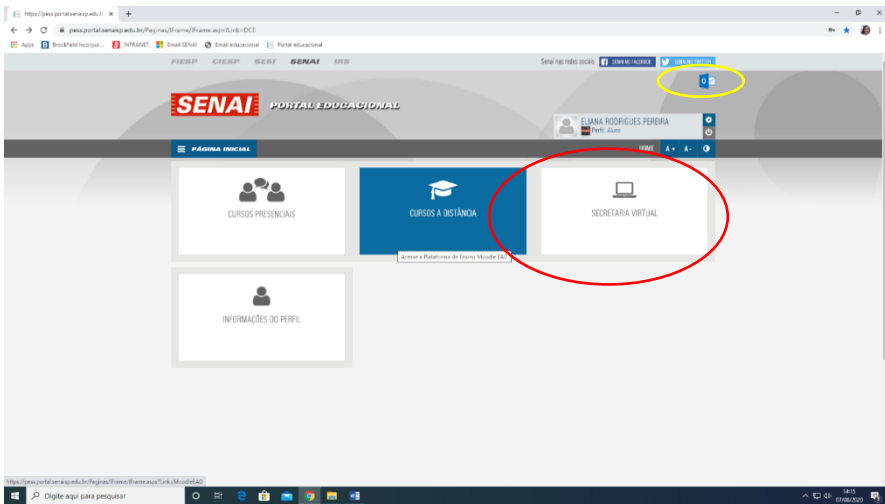 https://pess.portal.senaisp.edu.b
pess.portal.senaisp.edu.br/Paginas/IFrame/IFrame.aspx?Link=DCE
Apps
Brookfield Incorpor...
INTRANET
Email SENAI
Email educacional
Portal educacional
FIESP CIESP SESI SENAI IRS
Senai nas redes sociais
SENAI NO FACEBOOK
SENAI NO TWITTER
SENAI PORTAL EDUCACIONAL
ELIANA RODRIGUES PEREIRA
Perfil: Aluno
PÁGINA INICIAL
HOME A+ A-
CURSOS PRESENCIAIS
CURSOS A DISTÂNCIA
SECRETARIA VIRTUAL
Acesse a Plataforma de Ensino Moodle EAD
INFORMAÇÕES DO PERFIL
https://pess.portal.senaisp.edu.br/Paginas/IFrame/IFrame.aspx?Link=MoodleEAD
Digite aqui para pesquisar
14:15
07/08/2020